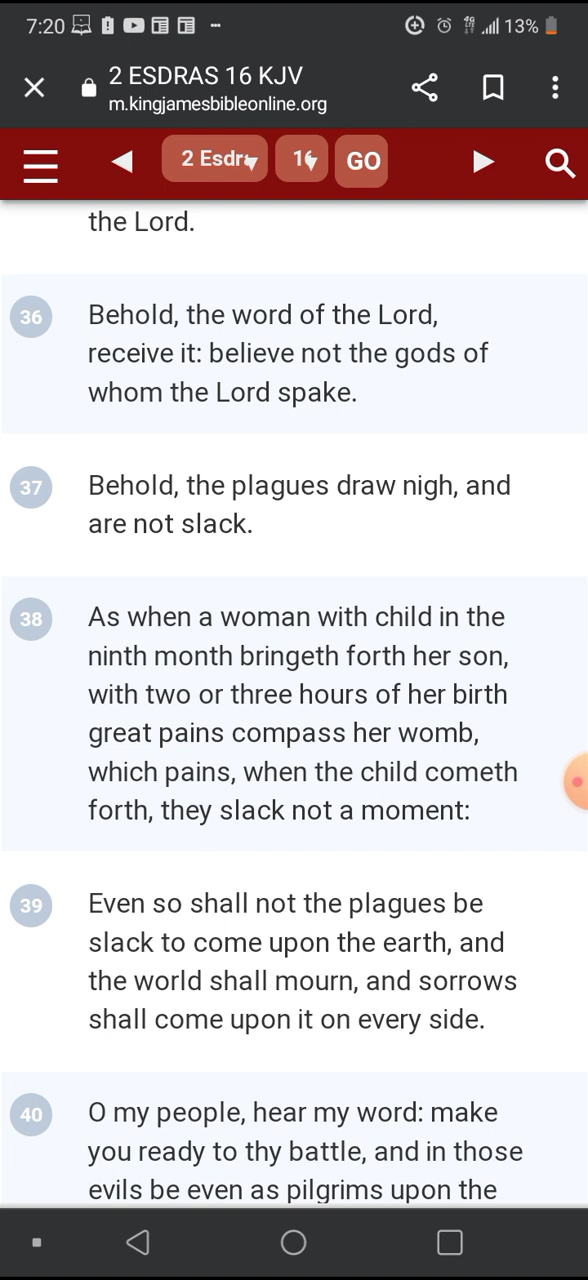 7:20
4G
13%
2 ESDRAS 16 KJV
m.kingjamesbibleonline.org
2 Esdra
16
GO
the Lord.
36
Behold, the word of the Lord,
receive it: believe not the gods of
whom the Lord spake.
37
Behold, the plagues draw nigh, and
are not slack.
38
As when a woman with child in the
ninth month bringeth forth her son,
with two or three hours of her birth
great pains compass her womb,
which pains, when the child cometh
forth, they slack not a moment:
39
Even so shall not the plagues be
slack to come upon the earth, and
the world shall mourn, and sorrows
shall come upon it on every side.
40
O my people, hear my word: make
you ready to thy battle, and in those
evils be even as pilgrims upon the